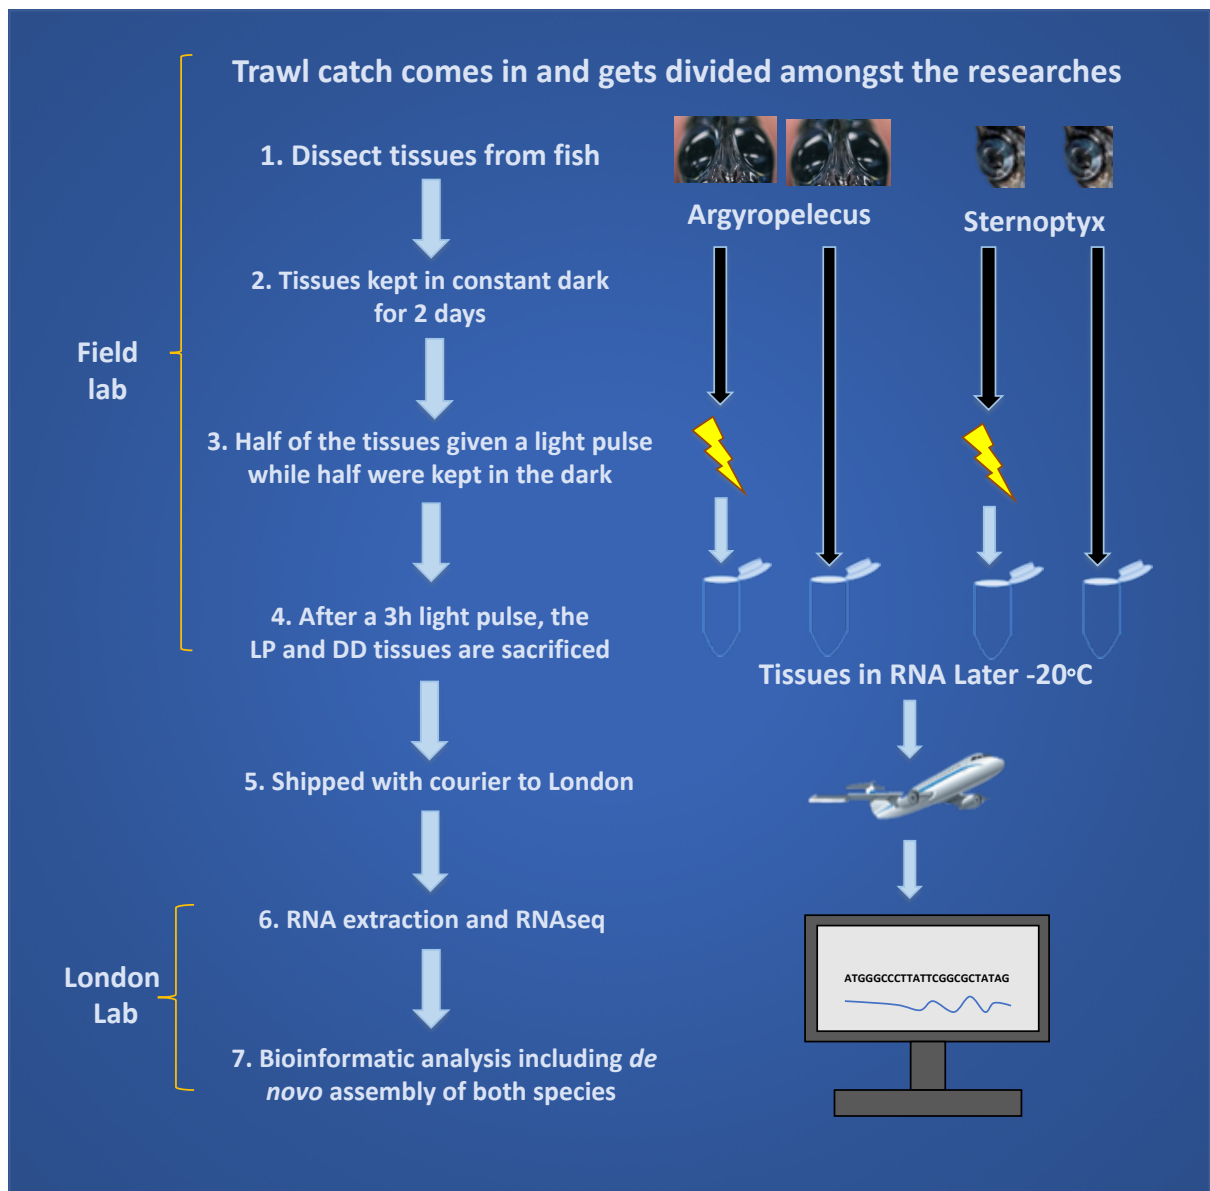 Trawl catch comes in and gets divided amongst the researches
1. Dissect tissues from fish
Argyropelecus
Sternoptyx
2. Tissues kept in constant dark
for 2 days
Field
lab
3. Half of the tissues given a light pulse
while half were kept in the dark
4. After a 3h light pulse, the
LP and DD tissues are sacrificed
Tissues in RNA Later -20°C
5. Shipped with courier to London
6. RNA extraction and RNAseq
London
Lab
ATGGGCCCTTATTCGGCGCTATAG
7. Bioinformatic analysis including de
novo assembly of both species